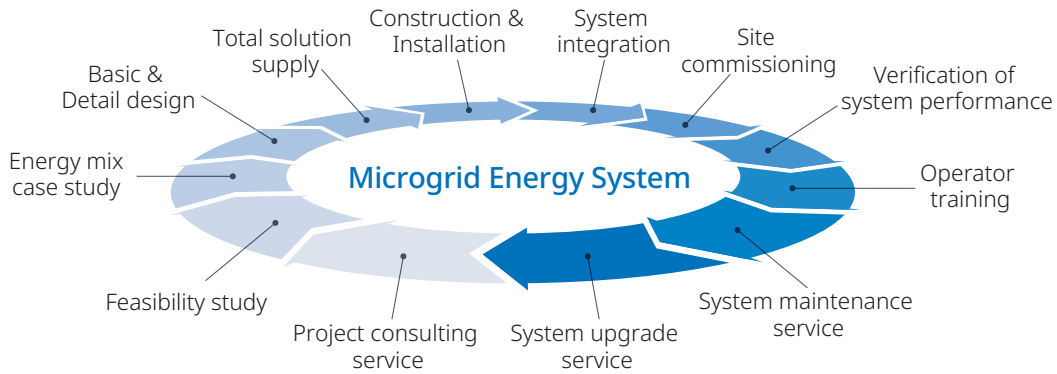 Construction &
Installation
System
integration
Total solution
supply
Site
commissioning
Basic &
Detail design
Verification of
system performance
Energy mix
case study
Microgrid Energy System
Operator
training
Feasibility study
System maintenance
service
Project consulting
service
System upgrade
service